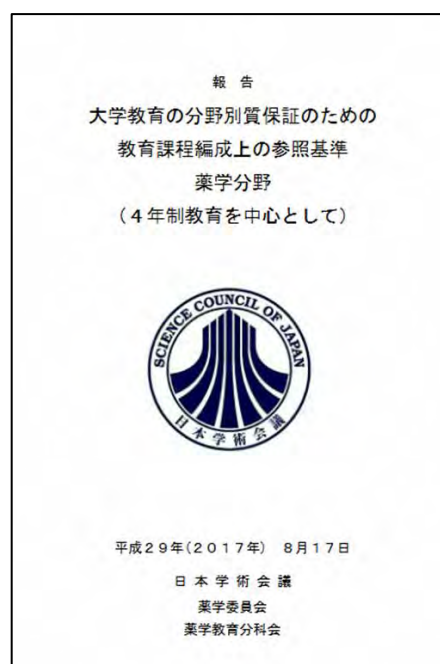 報 告
大学教育の分野別質保証のための
教育課程編成上の参照基準
薬学分野
(4年制教育を中心として)
SCIENCE COUNCIL OF JAPAN
日本学術会議
平成29年(2017年) 8月17日
日 本 学 術 会 議
薬学委員会
薬学教育分科会